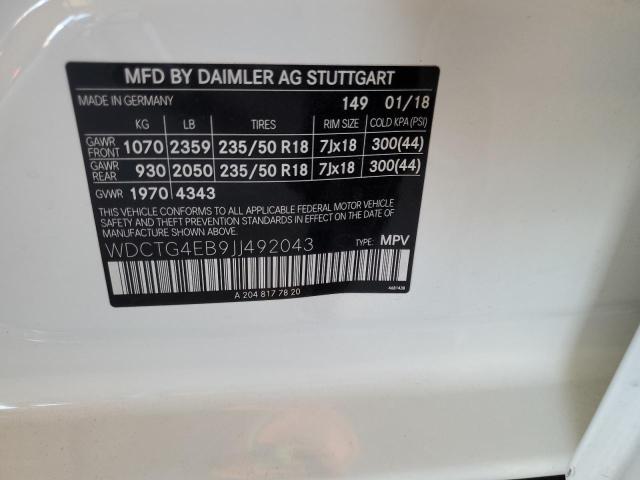 MFD BY DAIMLER AG STUTTGART
MADE IN GERMANY 149 01/18
KG LB TIRES RIM SIZE COLD KPA (PSI)
GAWR FRONT 1070 2359 235/50 R18 7Jx18 300(44)
GAWR REAR 930 2050 235/50 R18 7Jx18 300(44)
GVWR 1970 4343
THIS VEHICLE CONFORMS TO ALL APPLICABLE FEDERAL MOTOR VEHICLE
SAFETY AND THEFT PREVENTION STANDARDS IN EFFECT ON THE DATE OF
MANUFACTURE SHOWN ABOVE.
WDCTG4EB9JJ492043 TYPE: MPV
A 204 817 78 20